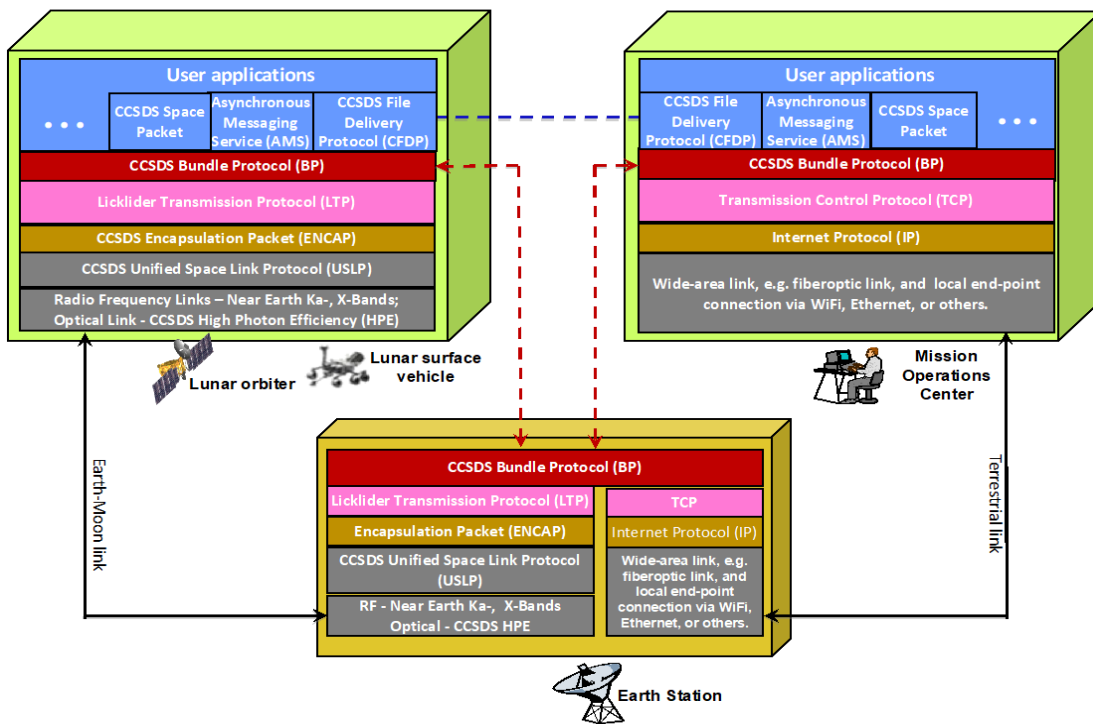 User applications
• • •
CCSDS Space
Packet
Asynchronous
Messaging
Service (AMS)
CCSDS File
Delivery
Protocol (CFDP)
CCSDS Bundle Protocol (BP)
Licklider Transmission Protocol (LTP)
CCSDS Encapsulation Packet (ENCAP)
CCSDS Unified Space Link Protocol (USLP)
Radio Frequency Links – Near Earth Ka-, X-Bands;
Optical Link - CCSDS High Photon Efficiency (HPE)
Lunar orbiter
Lunar surface
vehicle
User applications
CCSDS File
Delivery
Protocol (CFDP)
Asynchronous
Messaging
Service (AMS)
CCSDS Space
Packet
• • •
CCSDS Bundle Protocol (BP)
Transmission Control Protocol (TCP)
Internet Protocol (IP)
Wide-area link, e.g. fiberoptic link, and local end-point
connection via WiFi, Ethernet, or others.
Mission
Operations
Center
Earth-Moon link
Terrestrial link
CCSDS Bundle Protocol (BP)
Licklider Transmission Protocol (LTP)
Encapsulation Packet (ENCAP)
CCSDS Unified Space Link Protocol
(USLP)
RF - Near Earth Ka-, X-Bands
Optical - CCSDS HPE
TCP
Internet Protocol (IP)
Wide-area link, e.g.
fiberoptic link, and
local end-point
connection via WiFi,
Ethernet, or others.
Earth Station